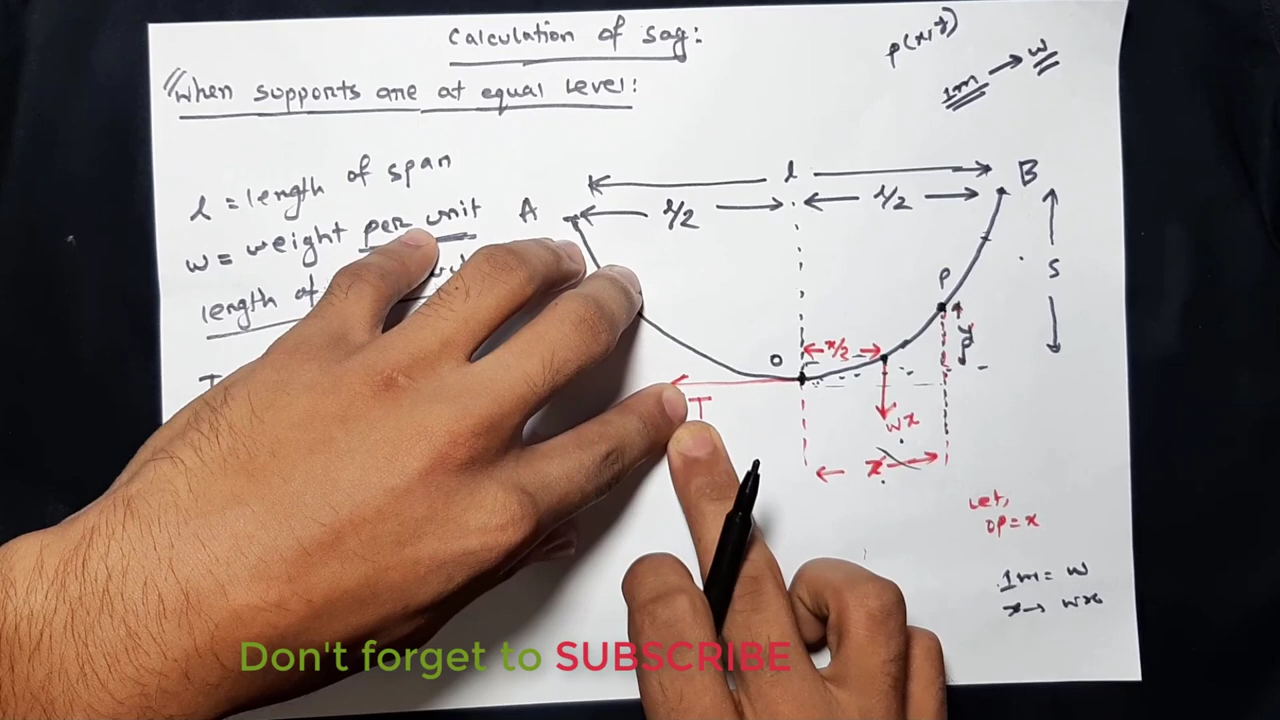 Calculation of sag:
P(x,y)
1m → w
When supports are at equal level:
l = length of span
w = weight per unit
length of
A
B
l
l/2
l/2
S
P
y
O
x/2
T
wx
x
Let,
OP = x
1m = w
x → wx
Don't forget to SUBSCRIBE